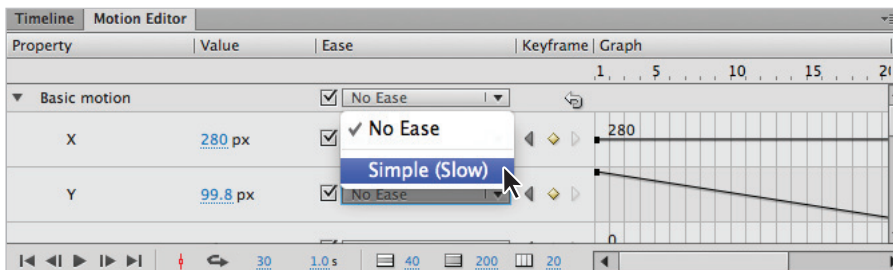 Timeline Motion Editor
Property Value Ease Keyframe Graph
1 5 10 15
Basic motion No Ease
No Ease
X 280 px 280
Simple (Slow)
Y 99.8 px No Ease
0
30 1.0 s 40 200 20